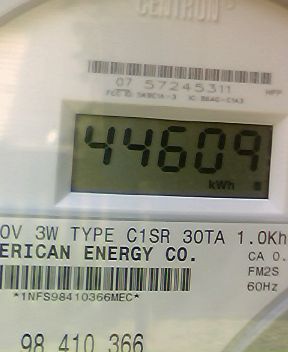 CENTRON
07 57245311
44609
kWh
0V 3W TYPE C1SR 30TA 1.0Kh
ERICAN ENERGY CO.
CA 0.
FM2S
*1NFS98410366MEC*
60Hz
98 410 366